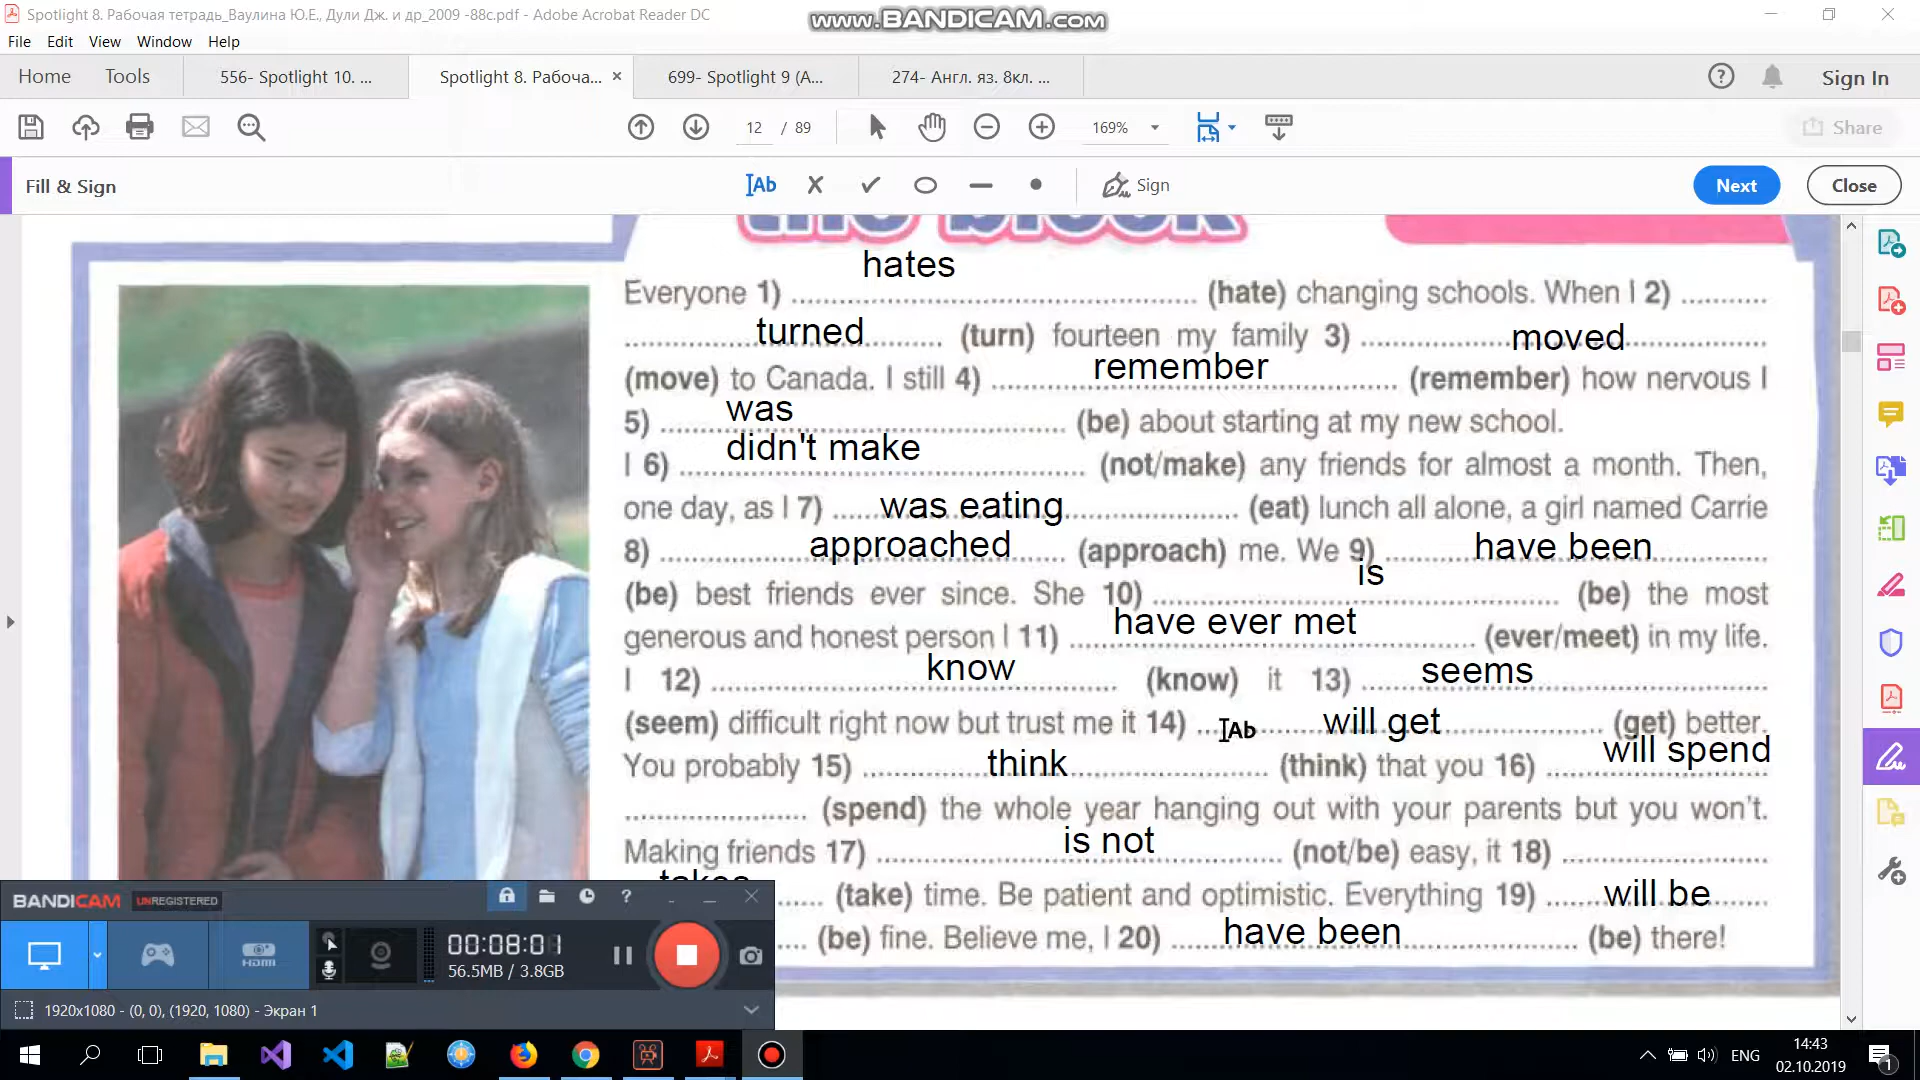 Spotlight 8. Рабочая тетрадь_Ваулина Ю.Е., Дули Дж. и др_2009 -88с.pdf - Adobe Acrobat Reader DC
www.BANDICAM.com
File Edit View Window Help
Home Tools 556- Spotlight 10. ... Spotlight 8. Рабоча... × 699- Spotlight 9 (A... 274- Англ. яз. 8кл. ... Sign In
12 / 89 169% Share
Fill & Sign Ab Sign Next Close
hates
Everyone 1) ........ (hate) changing schools. When I 2) ........
........ turned ........ (turn) fourteen my family 3) ........ moved
(move) to Canada. I still 4) ........ remember ........ (remember) how nervous I
was
5) ........ (be) about starting at my new school.
didn't make
I 6) ........ (not/make) any friends for almost a month. Then,
one day, as I 7) ........ was eating ........ (eat) lunch all alone, a girl named Carrie
8) ........ approached ........ (approach) me. We 9) ........ have been ........
is
(be) best friends ever since. She 10) ........ (be) the most
have ever met
generous and honest person I 11) ........ (ever/meet) in my life.
know seems
I 12) ........ (know) it 13) ........
(seem) difficult right now but trust me it 14) ........ Ab ........ will get ........ (get) better.
will spend
You probably 15) ........ think ........ (think) that you 16) ........
........ (spend) the whole year hanging out with your parents but you won't.
is not
Making friends 17) ........ (not/be) easy, it 18) ........
takes
........ (take) time. Be patient and optimistic. Everything 19) ........ will be ........
........ (be) fine. Believe me, I 20) ........ have been ........ (be) there!
BANDICAM UNREGISTERED ?
HDMI
00:08:01
56.5MB / 3.8GB
1920x1080 - (0, 0), (1920, 1080) - Экран 1
ENG
14:43
02.10.2019
1